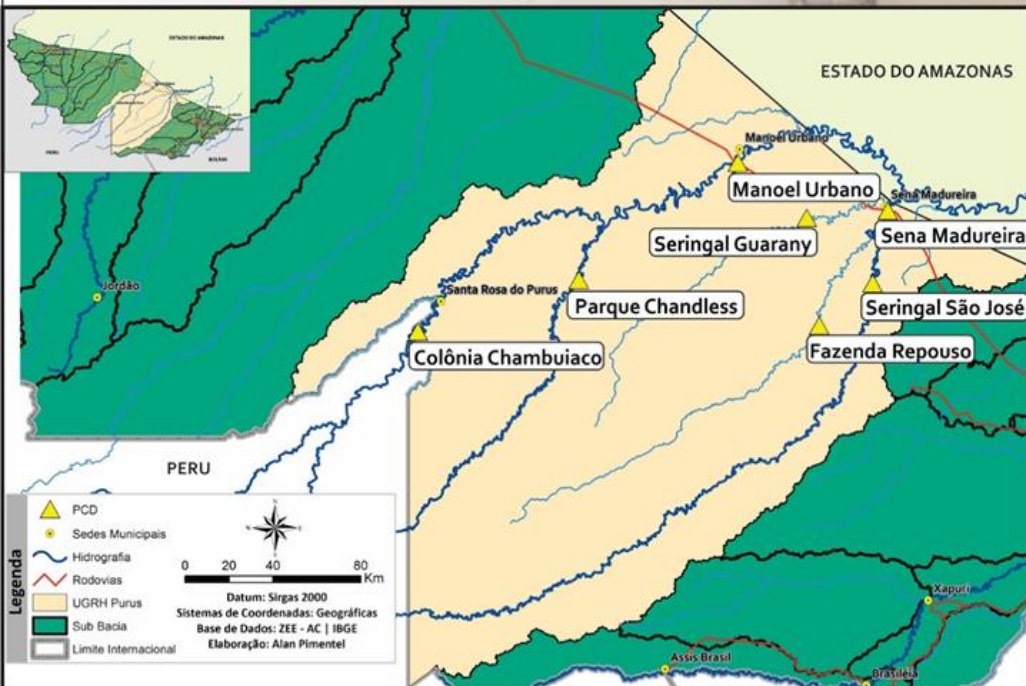 ESTADO DO AMAZONAS
PERU
BOLÍVIA
ESTADO DO AMAZONAS
Manoel Urbano
Manoel Urbano
Sena Madureira
Seringal Guarany
Sena Madureira
Jordão
Santa Rosa do Purus
Parque Chandless
Seringal São José
Colônia Chambuiaco
Fazenda Repouso
PERU
Legenda
PCD
Sedes Municipais
Hidrografia
Rodovias
UGRH Purus
Sub Bacia
Limite Internacional
N
0 20 40 80
Km
Datum: Sirgas 2000
Sistemas de Coordenadas: Geográficas
Base de Dados: ZEE - AC | IBGE
Elaboração: Alan Pimentel
Xapuri
Assis Brasil
Brasiléia